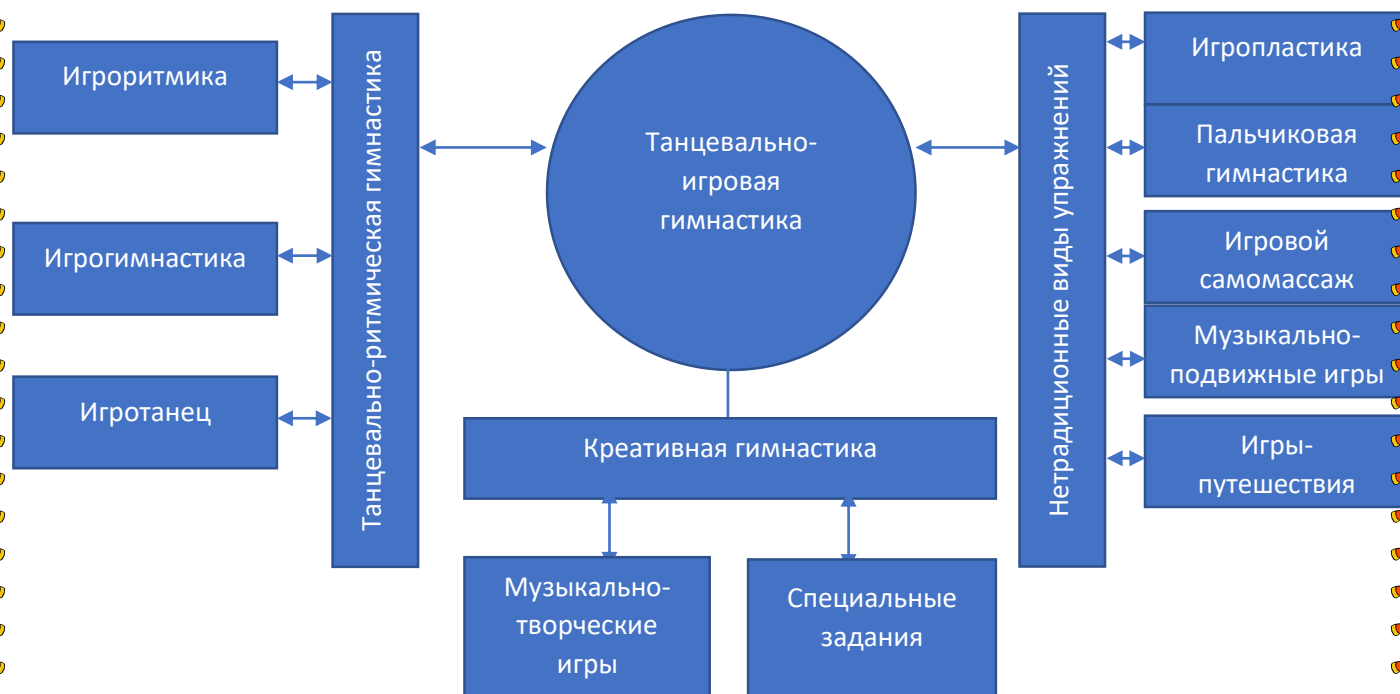 Игроритмика
Игрогимнастика
Игротанец
Танцевально-ритмическая гимнастика
Танцевально-
игровая
гимнастика
Креативная гимнастика
Музыкально-
творческие
игры
Специальные
задания
Нетрадиционные виды упражнений
Игропластика
Пальчиковая
гимнастика
Игровой
самомассаж
Музыкально-
подвижные игры
Игры-
путешествия